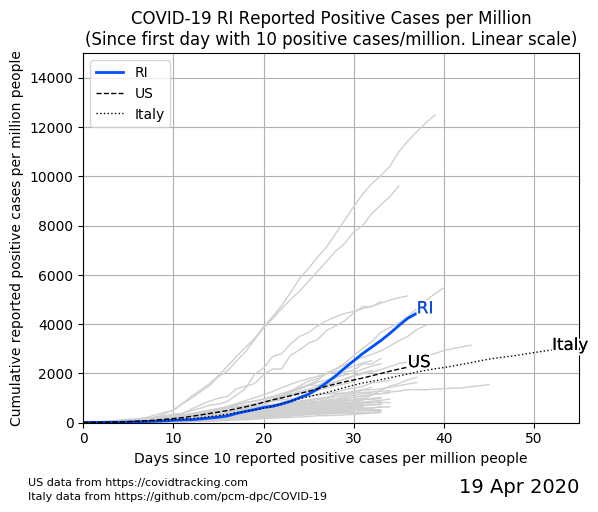 COVID-19 RI Reported Positive Cases per Million
(Since first day with 10 positive cases/million. Linear scale)
Cumulative reported positive cases per million people
14000
12000
10000
8000
6000
4000
2000
0
RI
US
Italy
RI
US
Italy
0 10 20 30 40 50
Days since 10 reported positive cases per million people
US data from https://covidtracking.com
Italy data from https://github.com/pcm-dpc/COVID-19
19 Apr 2020